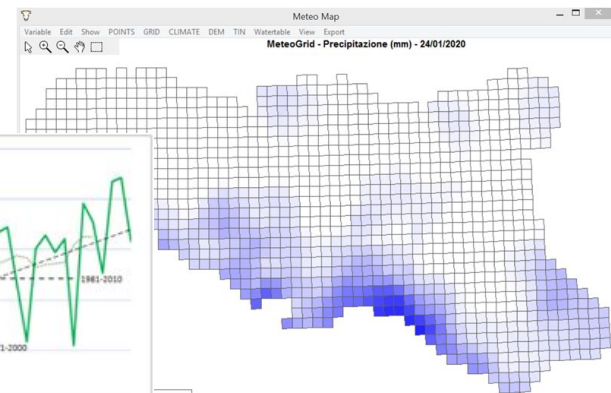 Meteo Map
Variable Edit Show POINTS GRID CLIMATE DEM TIN Watertable View Export
MeteoGrid - Precipitazione (mm) - 24/01/2020
1981-2010
1-2000